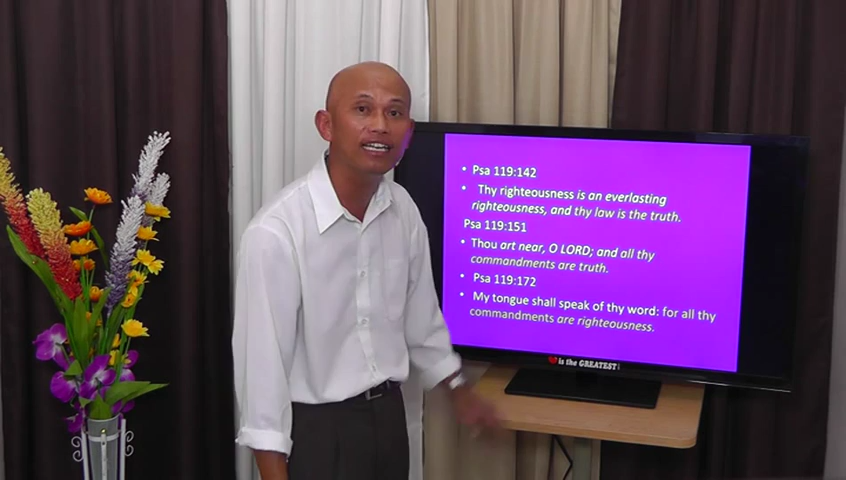 • Psa 119:142
• Thy righteousness is an everlasting
righteousness, and thy law is the truth.
Psa 119:151
• Thou art near, O LORD; and all thy
commandments are truth.
• Psa 119:172
• My tongue shall speak of thy word: for all thy
commandments are righteousness.
is the GREATEST!